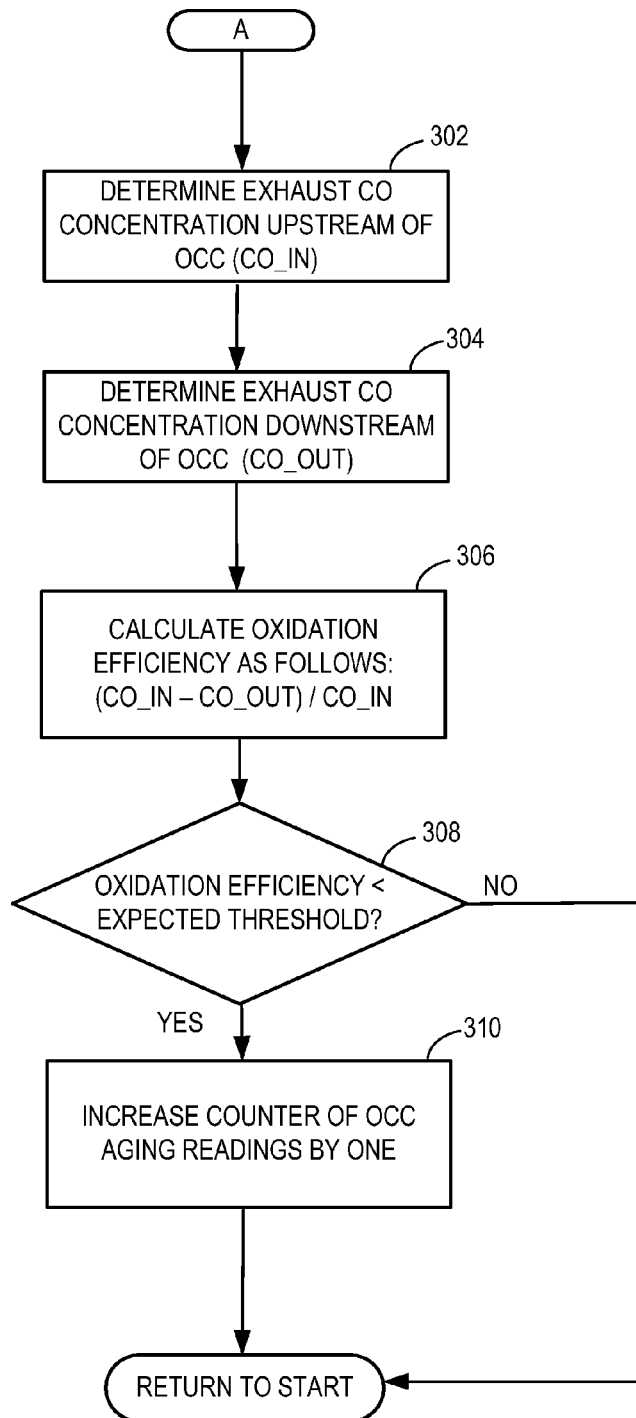 A
302
DETERMINE EXHAUST CO
CONCENTRATION UPSTREAM OF
OCC (CO_IN)
304
DETERMINE EXHAUST CO
CONCENTRATION DOWNSTREAM
OF OCC (CO_OUT)
306
CALCULATE OXIDATION
EFFICIENCY AS FOLLOWS:
(CO_IN – CO_OUT) / CO_IN
308
OXIDATION EFFICIENCY <
EXPECTED THRESHOLD?
NO
YES
310
INCREASE COUNTER OF OCC
AGING READINGS BY ONE
RETURN TO START